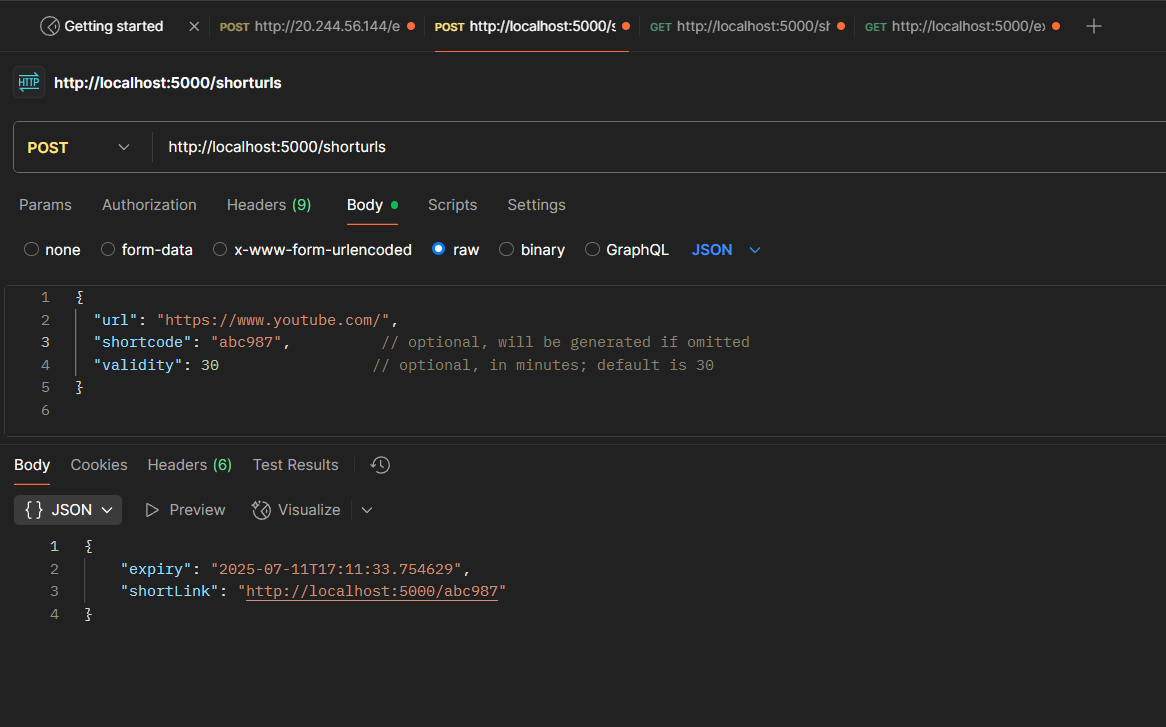 Getting started POST http://20.244.56.144/e POST http://localhost:5000/s GET http://localhost:5000/sh GET http://localhost:5000/ex
HTTP http://localhost:5000/shorturls
POST http://localhost:5000/shorturls
Params Authorization Headers (9) Body Scripts Settings
none form-data x-www-form-urlencoded raw binary GraphQL JSON
1 {
2 "url": "https://www.youtube.com/",
3 "shortcode": "abc987", // optional, will be generated if omitted
4 "validity": 30 // optional, in minutes; default is 30
5 }
6
Body Cookies Headers (6) Test Results
{} JSON Preview Visualize
1 {
2 "expiry": "2025-07-11T17:11:33.754629",
3 "shortLink": "http://localhost:5000/abc987"
4 }